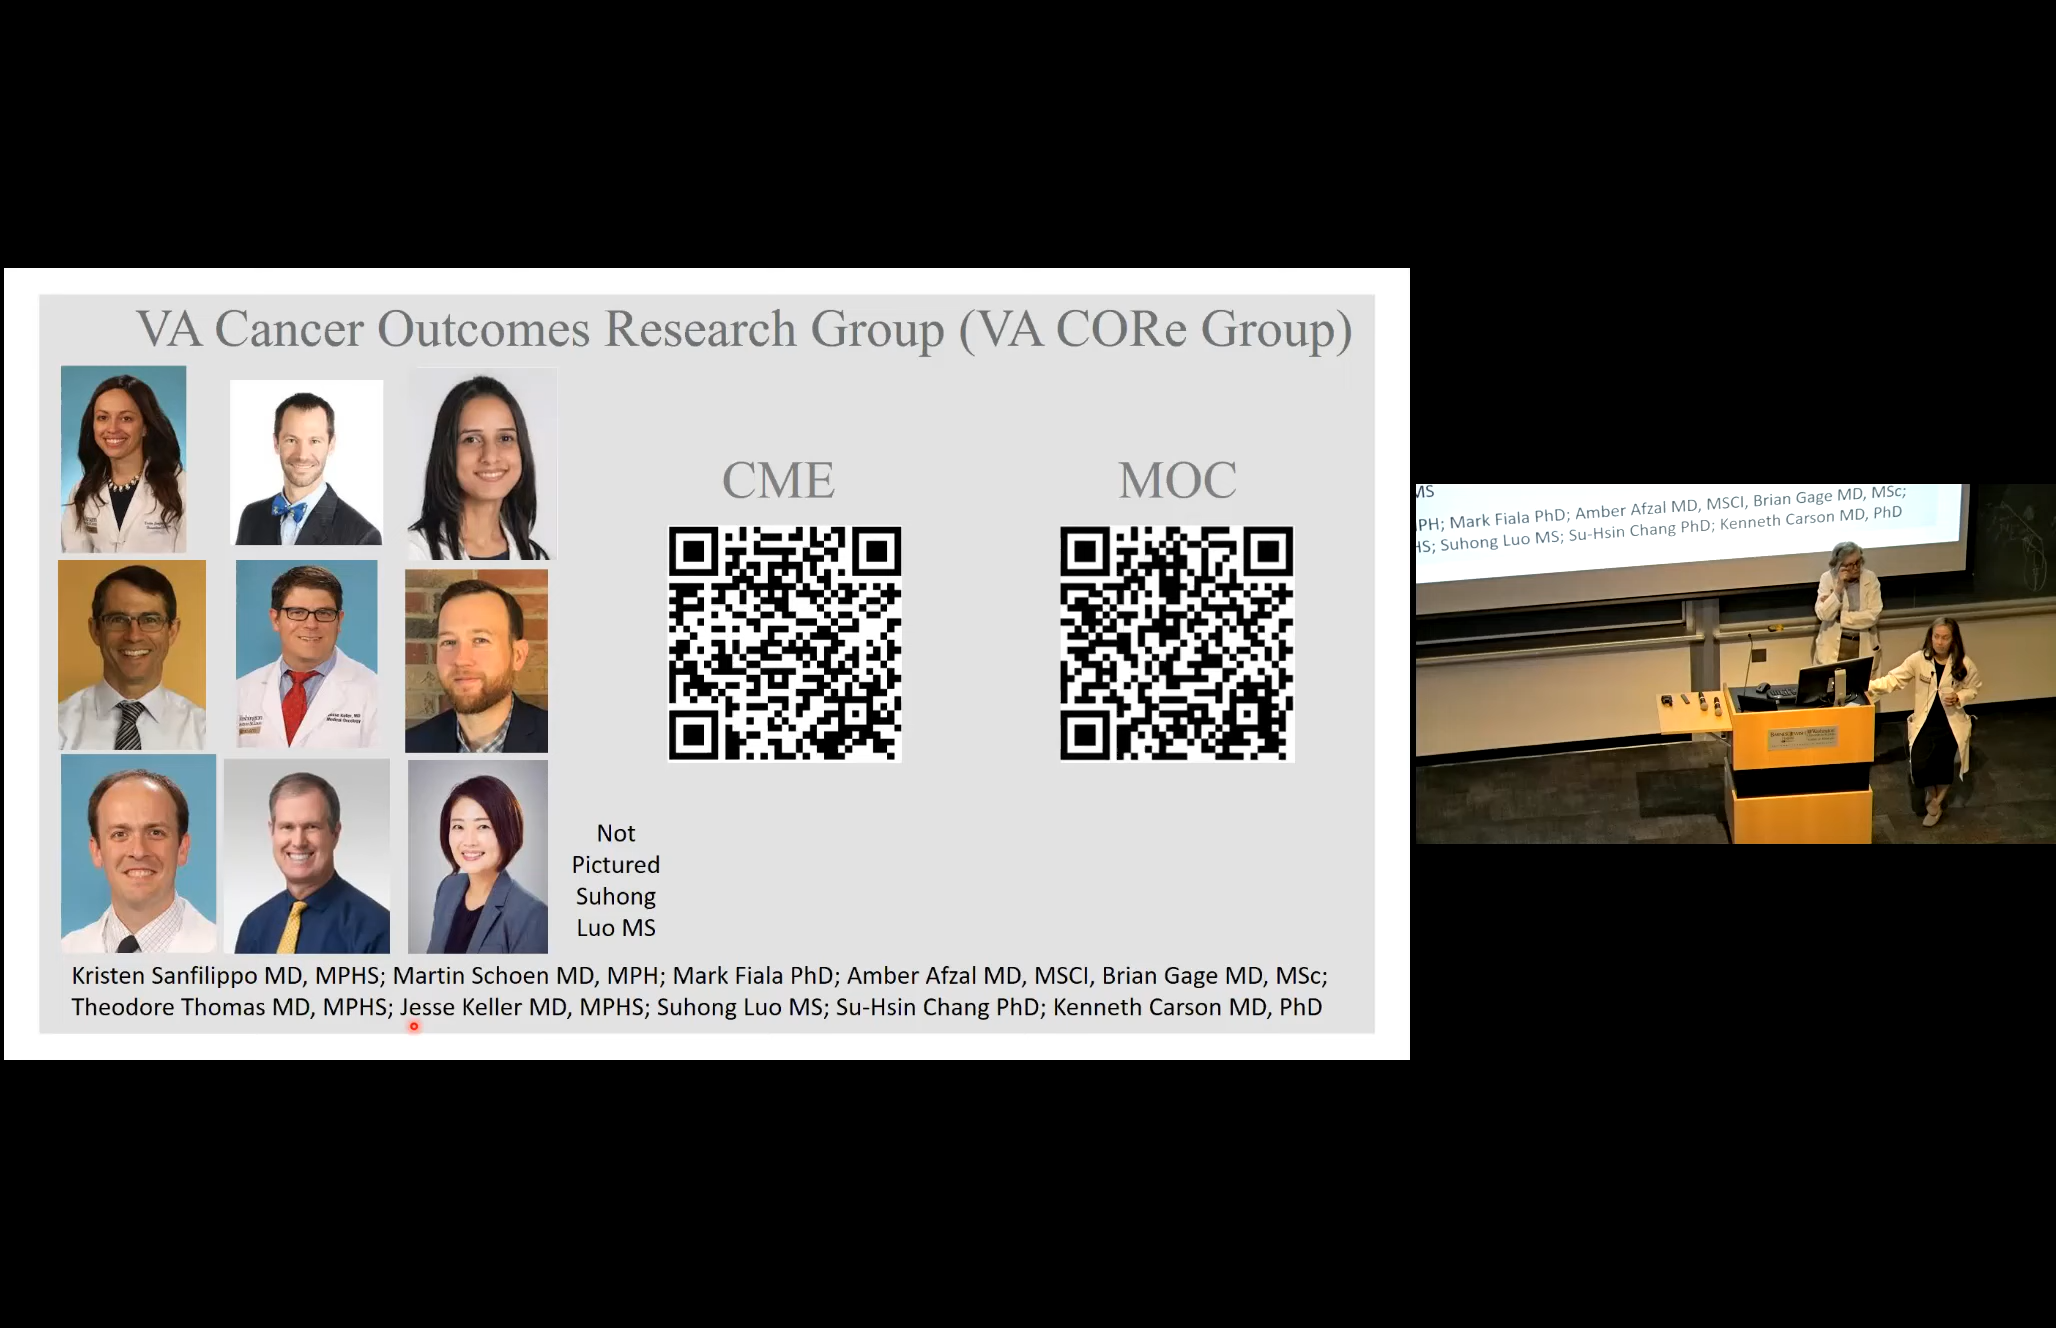 VA Cancer Outcomes Research Group (VA CORe Group)
CME
MOC
Not
Pictured
Suhong
Luo MS
Kristen Sanfilippo MD, MPHS; Martin Schoen MD, MPH; Mark Fiala PhD; Amber Afzal MD, MSCI, Brian Gage MD, MSc;
Theodore Thomas MD, MPHS; Jesse Keller MD, MPHS; Suhong Luo MS; Su-Hsin Chang PhD; Kenneth Carson MD, PhD
MS
PH; Mark Fiala PhD; Amber Afzal MD, MSCI, Brian Gage MD, MSc;
HS; Suhong Luo MS; Su-Hsin Chang PhD; Kenneth Carson MD, PhD